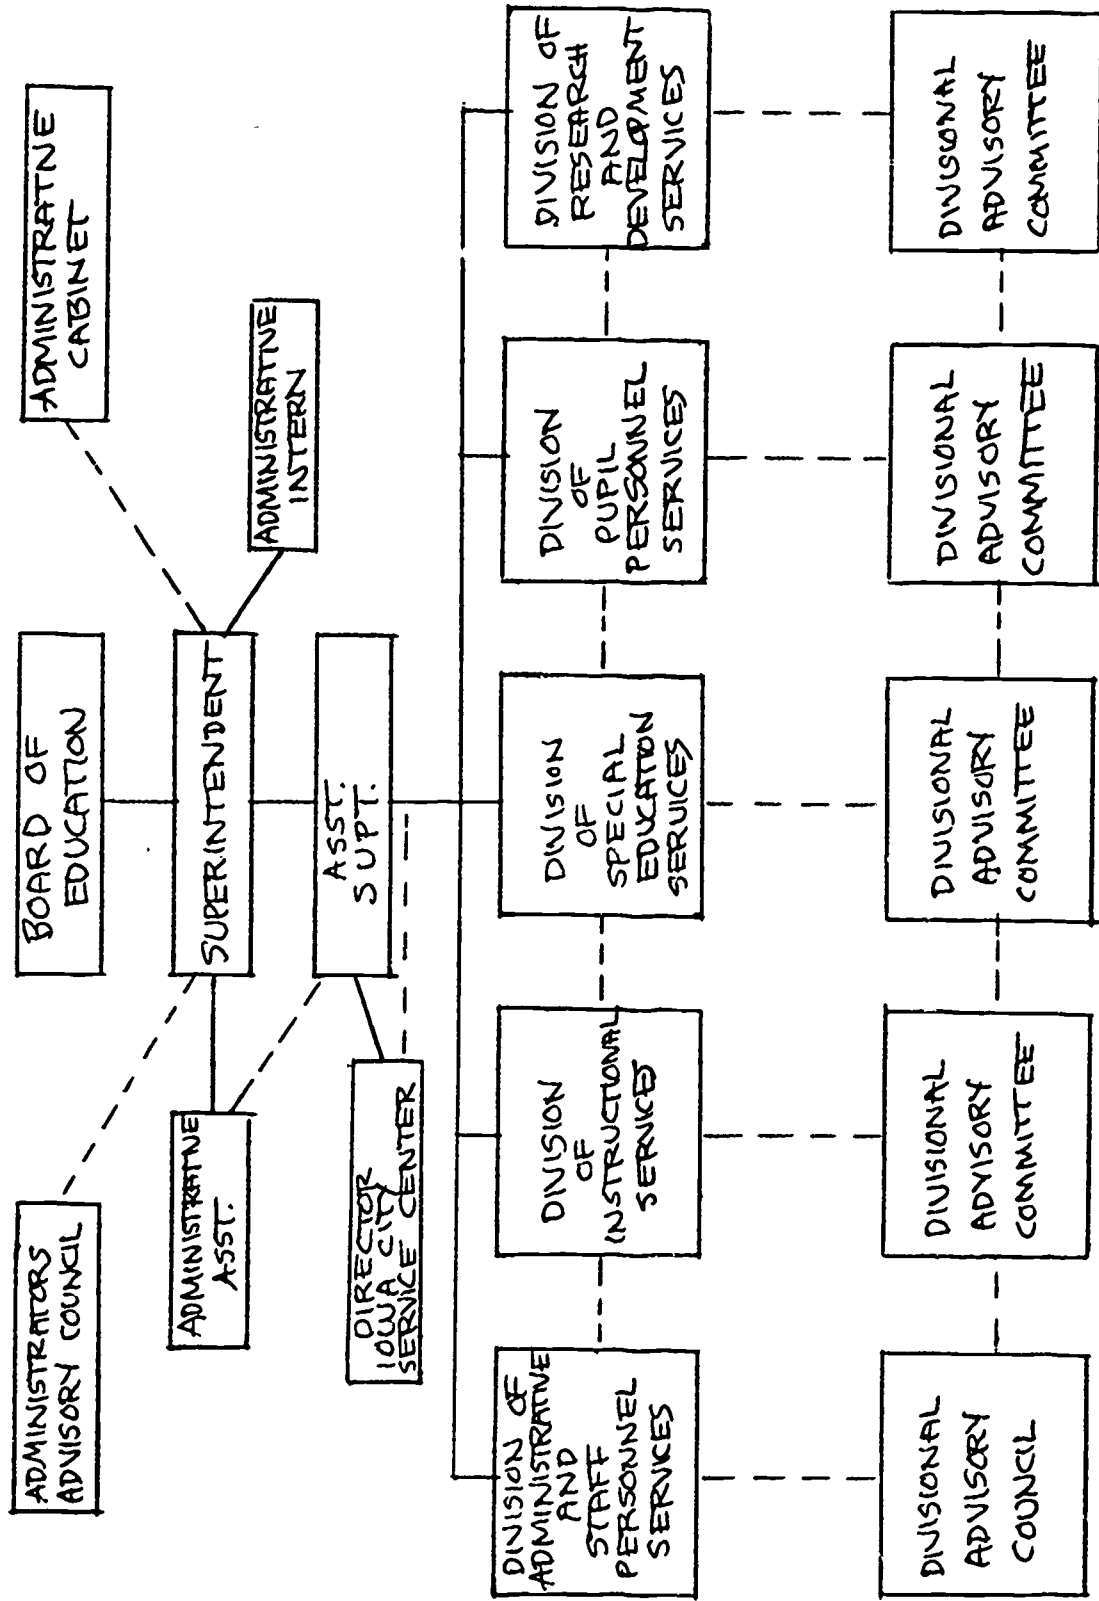 BOARD OF
EDUCATION
ADMINISTRATIVE
CABINET
ADMINISTRATORS
ADVISORY COUNCIL
SUPERINTENDENT
ADMINISTRATIVE
INTERN
ADMINISTRATIVE
ASST.
ASST.
SUPT.
DIRECTOR
IOWA CITY
SERVICE CENTER
DIVISION OF
ADMINISTRATIVE
AND
STAFF
PERSONNEL
SERVICES
DIVISION
OF
INSTRUCTIONAL
SERVICES
DIVISION
OF
SPECIAL
EDUCATION
SERVICES
DIVISION
OF
PUPIL
PERSONNEL
SERVICES
DIVISION OF
RESEARCH
AND
DEVELOPMENT
SERVICES
DIVISIONAL
ADVISORY
COUNCIL
DIVISIONAL
ADVISORY
COMMITTEE
DIVISIONAL
ADVISORY
COMMITTEE
DIVISIONAL
ADVISORY
COMMITTEE
DIVISIONAL
ADVISORY
COMMITTEE